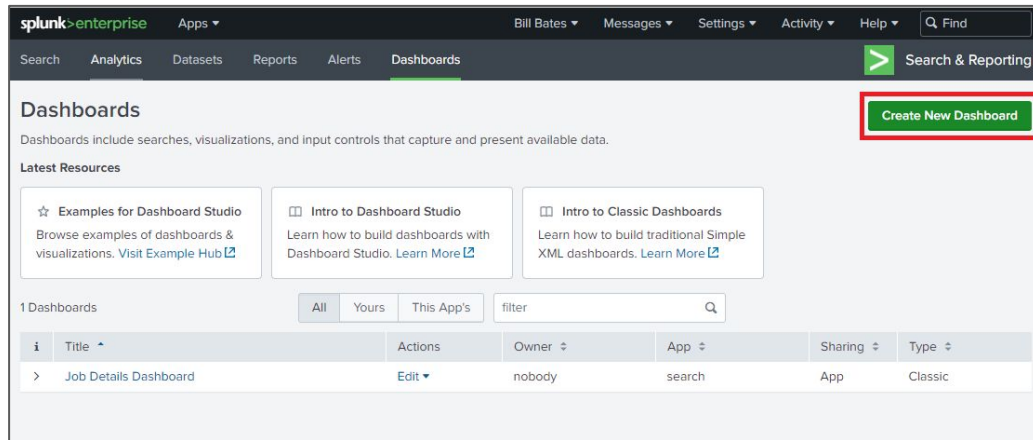 splunk>enterprise Apps Bill Bates Messages Settings Activity Help Find
Search Analytics Datasets Reports Alerts Dashboards Search & Reporting
Dashboards
Create New Dashboard
Dashboards include searches, visualizations, and input controls that capture and present available data.
Latest Resources
Examples for Dashboard Studio
Browse examples of dashboards &
visualizations. Visit Example Hub
Intro to Dashboard Studio
Learn how to build dashboards with
Dashboard Studio. Learn More
Intro to Classic Dashboards
Learn how to build traditional Simple
XML dashboards. Learn More
1 Dashboards All Yours This App's filter
i Title Actions Owner App Sharing Type
Job Details Dashboard Edit nobody search App Classic